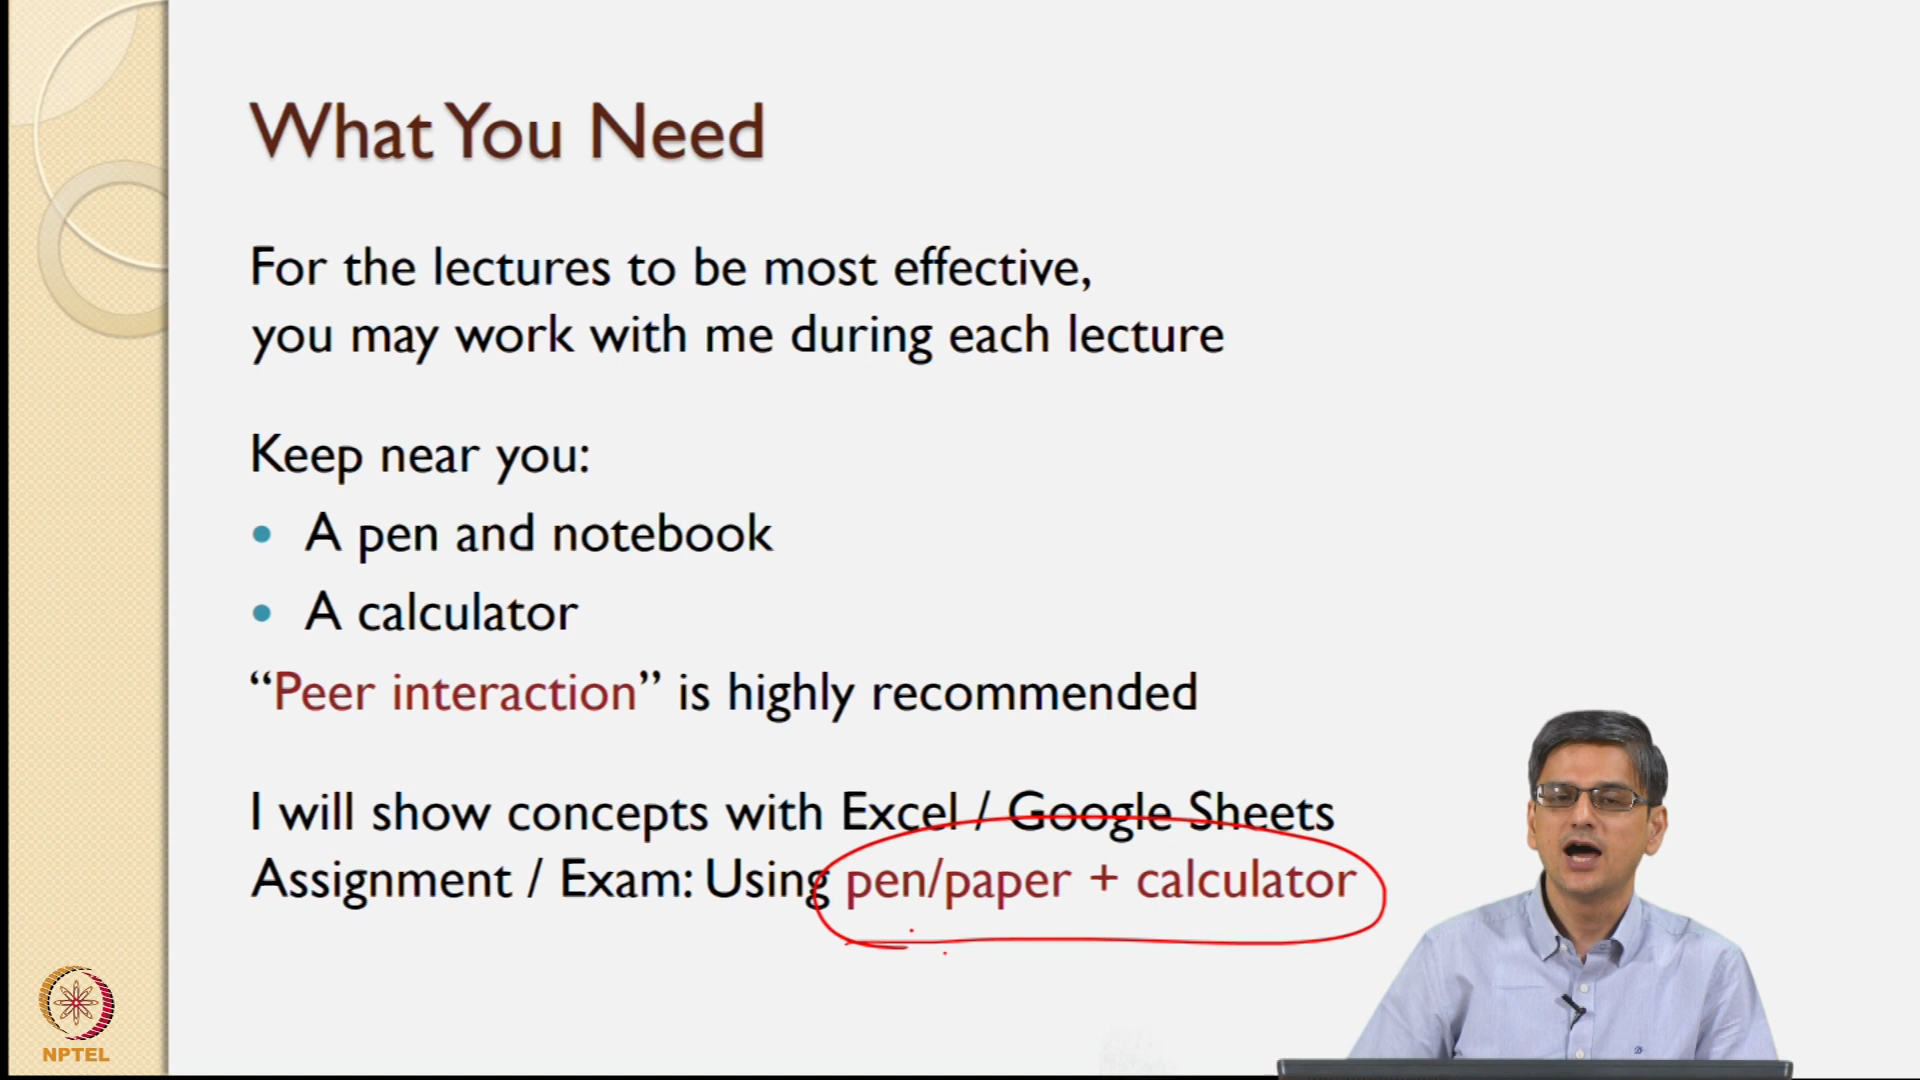 What You Need
For the lectures to be most effective,
you may work with me during each lecture
Keep near you:
• A pen and notebook
• A calculator
“Peer interaction” is highly recommended
I will show concepts with Excel / Google Sheets
Assignment / Exam: Using pen/paper + calculator
NPTEL